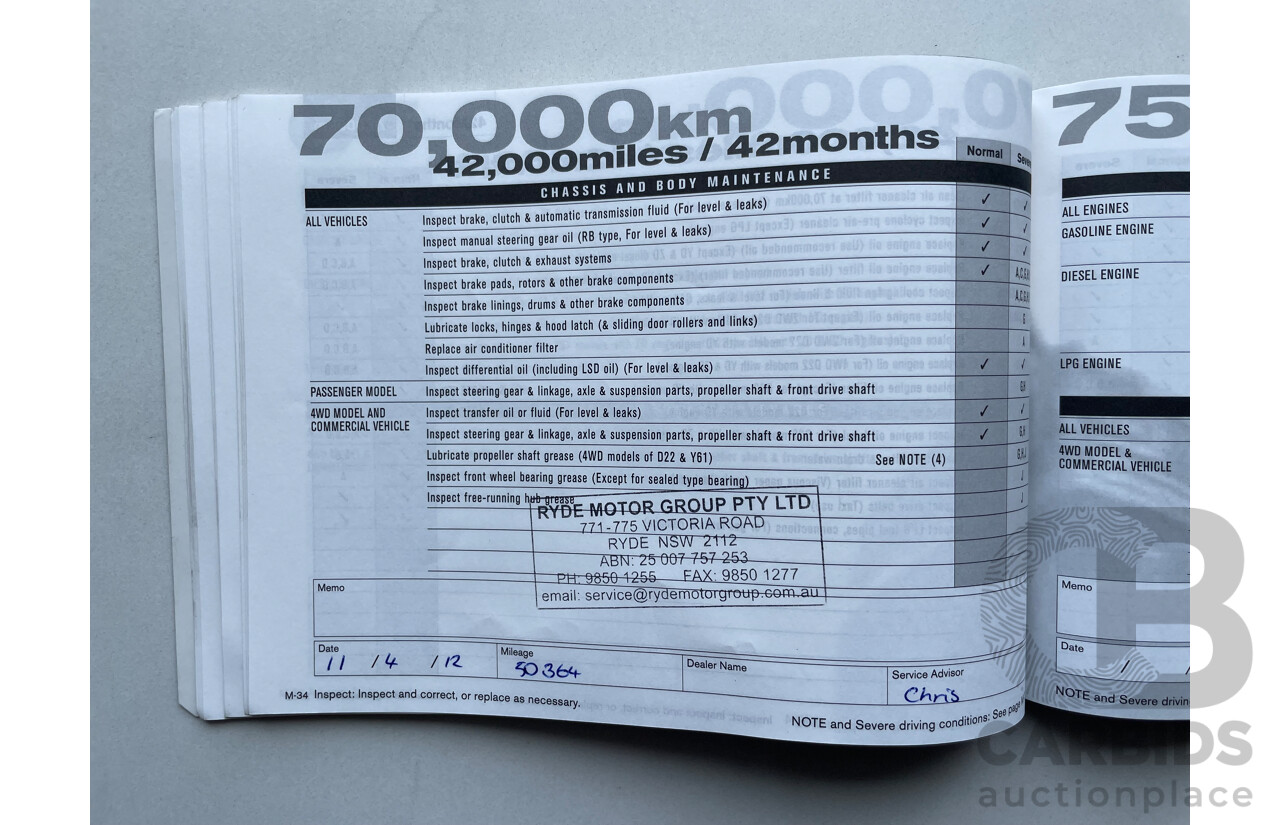 70,000km
42,000miles / 42months
Normal
CHASSIS AND BODY MAINTENANCE
ALL VEHICLES
Inspect brake, clutch & automatic transmission fluid (For level & leaks) ✓ ✓
Inspect manual steering gear oil (RB type, For level & leaks) ✓ ✓
Inspect brake, clutch & exhaust systems ✓ ✓
Inspect brake pads, rotors & other brake components ✓
Inspect brake linings, drums & other brake components
Lubricate locks, hinges & hood latch (& sliding door rollers and links)
Replace air conditioner filter
Inspect differential oil (including LSD oil) (For level & leaks) ✓ ✓
PASSENGER MODEL Inspect steering gear & linkage, axle & suspension parts, propeller shaft & front drive shaft
4WD MODEL AND
COMMERCIAL VEHICLE
Inspect transfer oil or fluid (For level & leaks) ✓ ✓
Inspect steering gear & linkage, axle & suspension parts, propeller shaft & front drive shaft ✓
Lubricate propeller shaft grease (4WD models of D22 & Y61) See NOTE (4)
Inspect front wheel bearing grease (Except for sealed type bearing)
Inspect free-running hub grease
RYDE MOTOR GROUP PTY LTD
771-775 VICTORIA ROAD
RYDE NSW 2112
ABN: 25 007 757 253
PH: 9850 1255 FAX: 9850 1277
email: service@rydemotorgroup.com.au
Memo
Date
11 / 4 / 12
Mileage
50364
Dealer Name
Service Advisor
Chris
M-34 Inspect: Inspect and correct, or replace as necessary.
NOTE and Severe driving conditions: See
75
ALL ENGINES
GASOLINE ENGINE
DIESEL ENGINE
LPG ENGINE
ALL VEHICLES
4WD MODEL &
COMMERCIAL VEHICLE
Memo
Date
/ /
NOTE and Severe
CB
CARBIDS
auctionplace